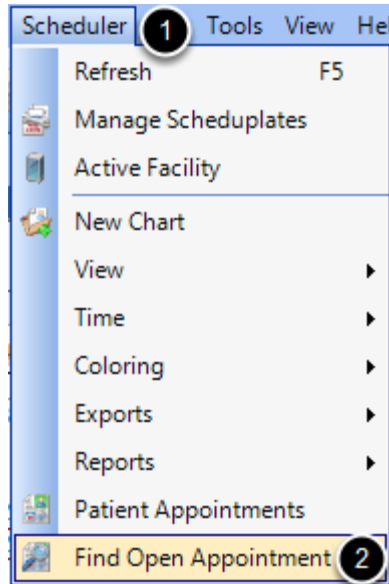 Scheduler 1 Tools View He
Refresh F5
Manage Scheduplates
Active Facility
New Chart
View
Time
Coloring
Exports
Reports
Patient Appointments
Find Open Appointment 2